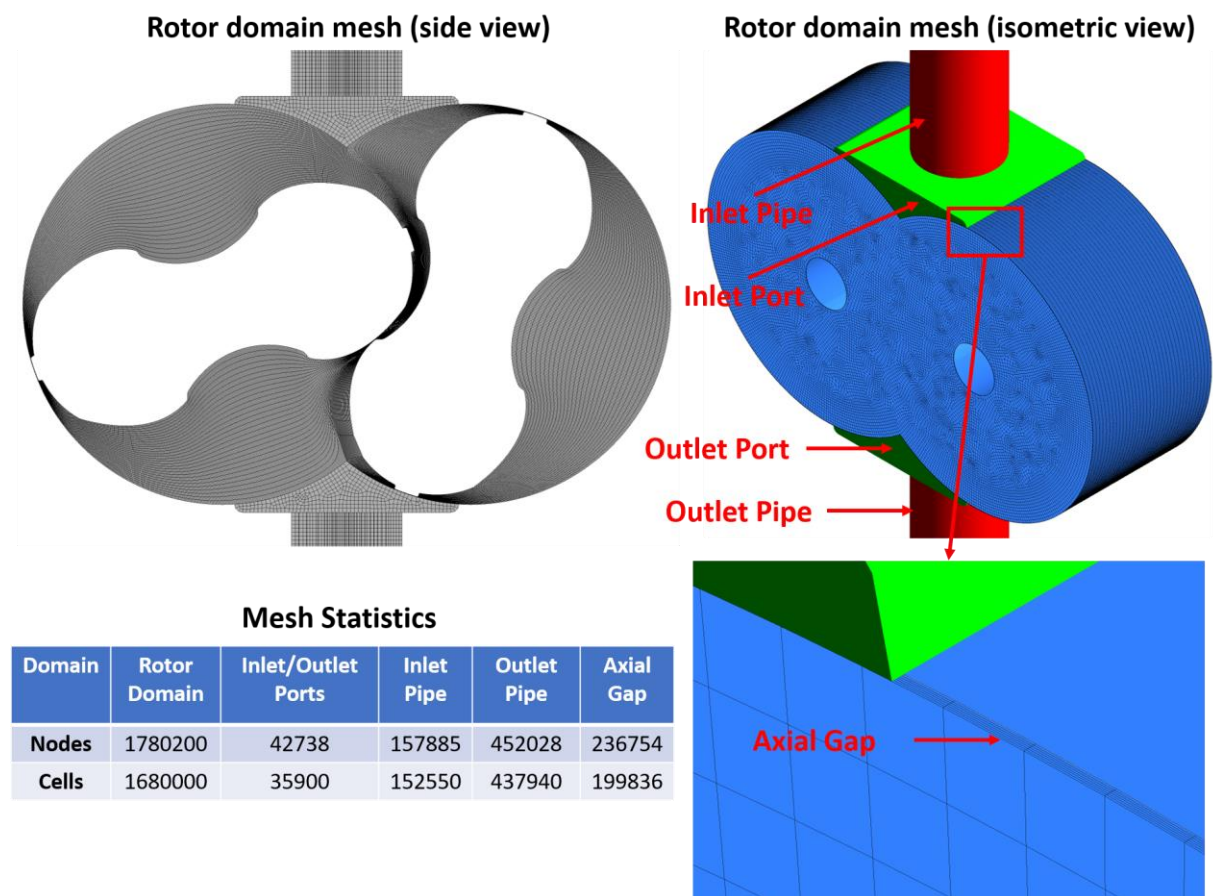 Rotor domain mesh (side view)
Rotor domain mesh (isometric view)
Inlet Pipe
Inlet Port
Outlet Port
Outlet Pipe
Axial Gap
Mesh Statistics
Domain Rotor Domain Inlet/Outlet Ports Inlet Pipe Outlet Pipe Axial Gap
Nodes 1780200 42738 157885 452028 236754
Cells 1680000 35900 152550 437940 199836